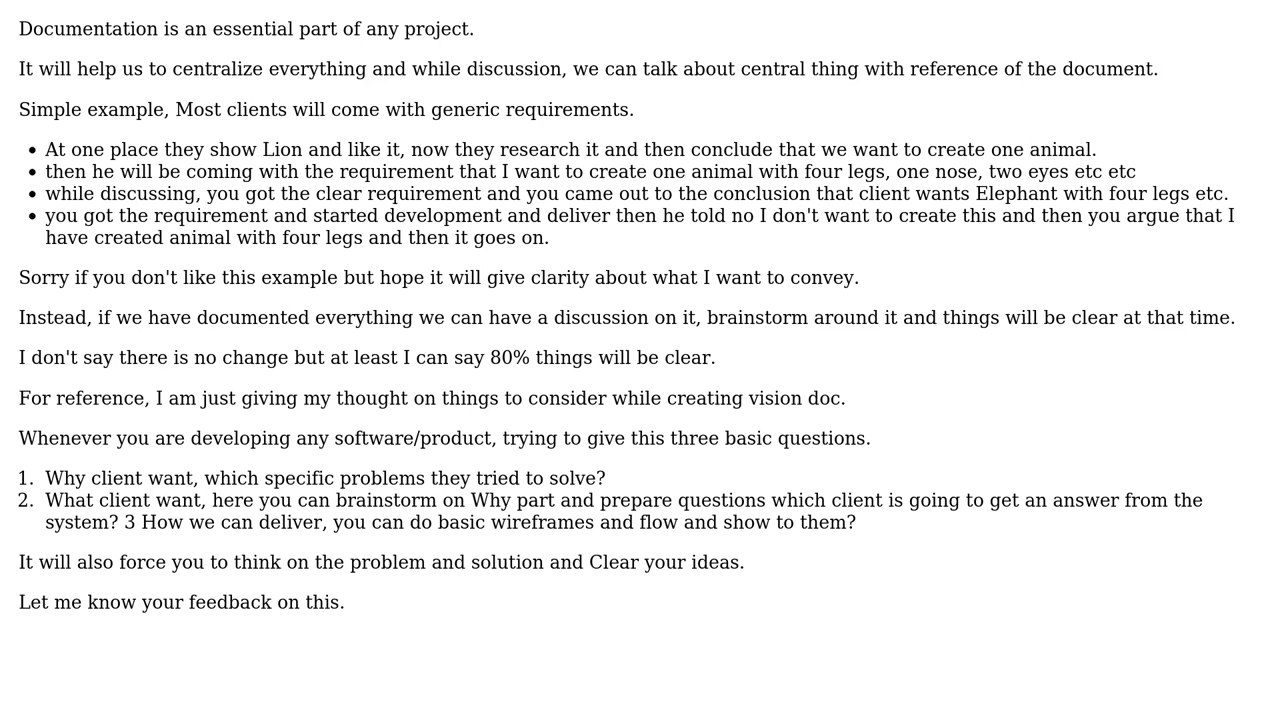 Documentation is an essential part of any project.
It will help us to centralize everything and while discussion, we can talk about central thing with reference of the document.
Simple example, Most clients will come with generic requirements.
• At one place they show Lion and like it, now they research it and then conclude that we want to create one animal.
• then he will be coming with the requirement that I want to create one animal with four legs, one nose, two eyes etc etc
• while discussing, you got the clear requirement and you came out to the conclusion that client wants Elephant with four legs etc.
• you got the requirement and started development and deliver then he told no I don't want to create this and then you argue that I
have created animal with four legs and then it goes on.
Sorry if you don't like this example but hope it will give clarity about what I want to convey.
Instead, if we have documented everything we can have a discussion on it, brainstorm around it and things will be clear at that time.
I don't say there is no change but at least I can say 80% things will be clear.
For reference, I am just giving my thought on things to consider while creating vision doc.
Whenever you are developing any software/product, trying to give this three basic questions.
1. Why client want, which specific problems they tried to solve?
2. What client want, here you can brainstorm on Why part and prepare questions which client is going to get an answer from the
system? 3 How we can deliver, you can do basic wireframes and flow and show to them?
It will also force you to think on the problem and solution and Clear your ideas.
Let me know your feedback on this.